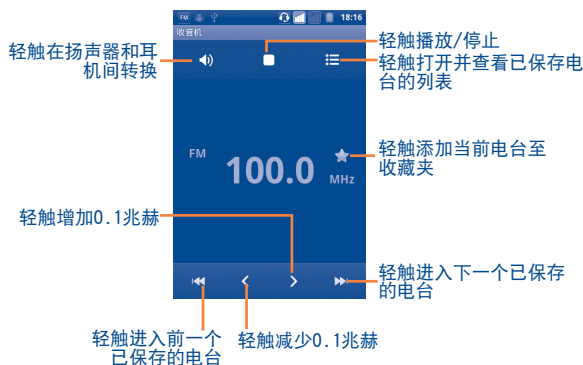 FM
18:16
收音机
轻触在扬声器和耳
机间转换
轻触播放/停止
轻触打开并查看已保存电
台的列表
FM
100.0
MHz
轻触添加当前电台至
收藏夹
轻触增加0.1兆赫
轻触进入下一个已保存
的电台
轻触进入前一个
已保存的电台
轻触减少0.1兆赫